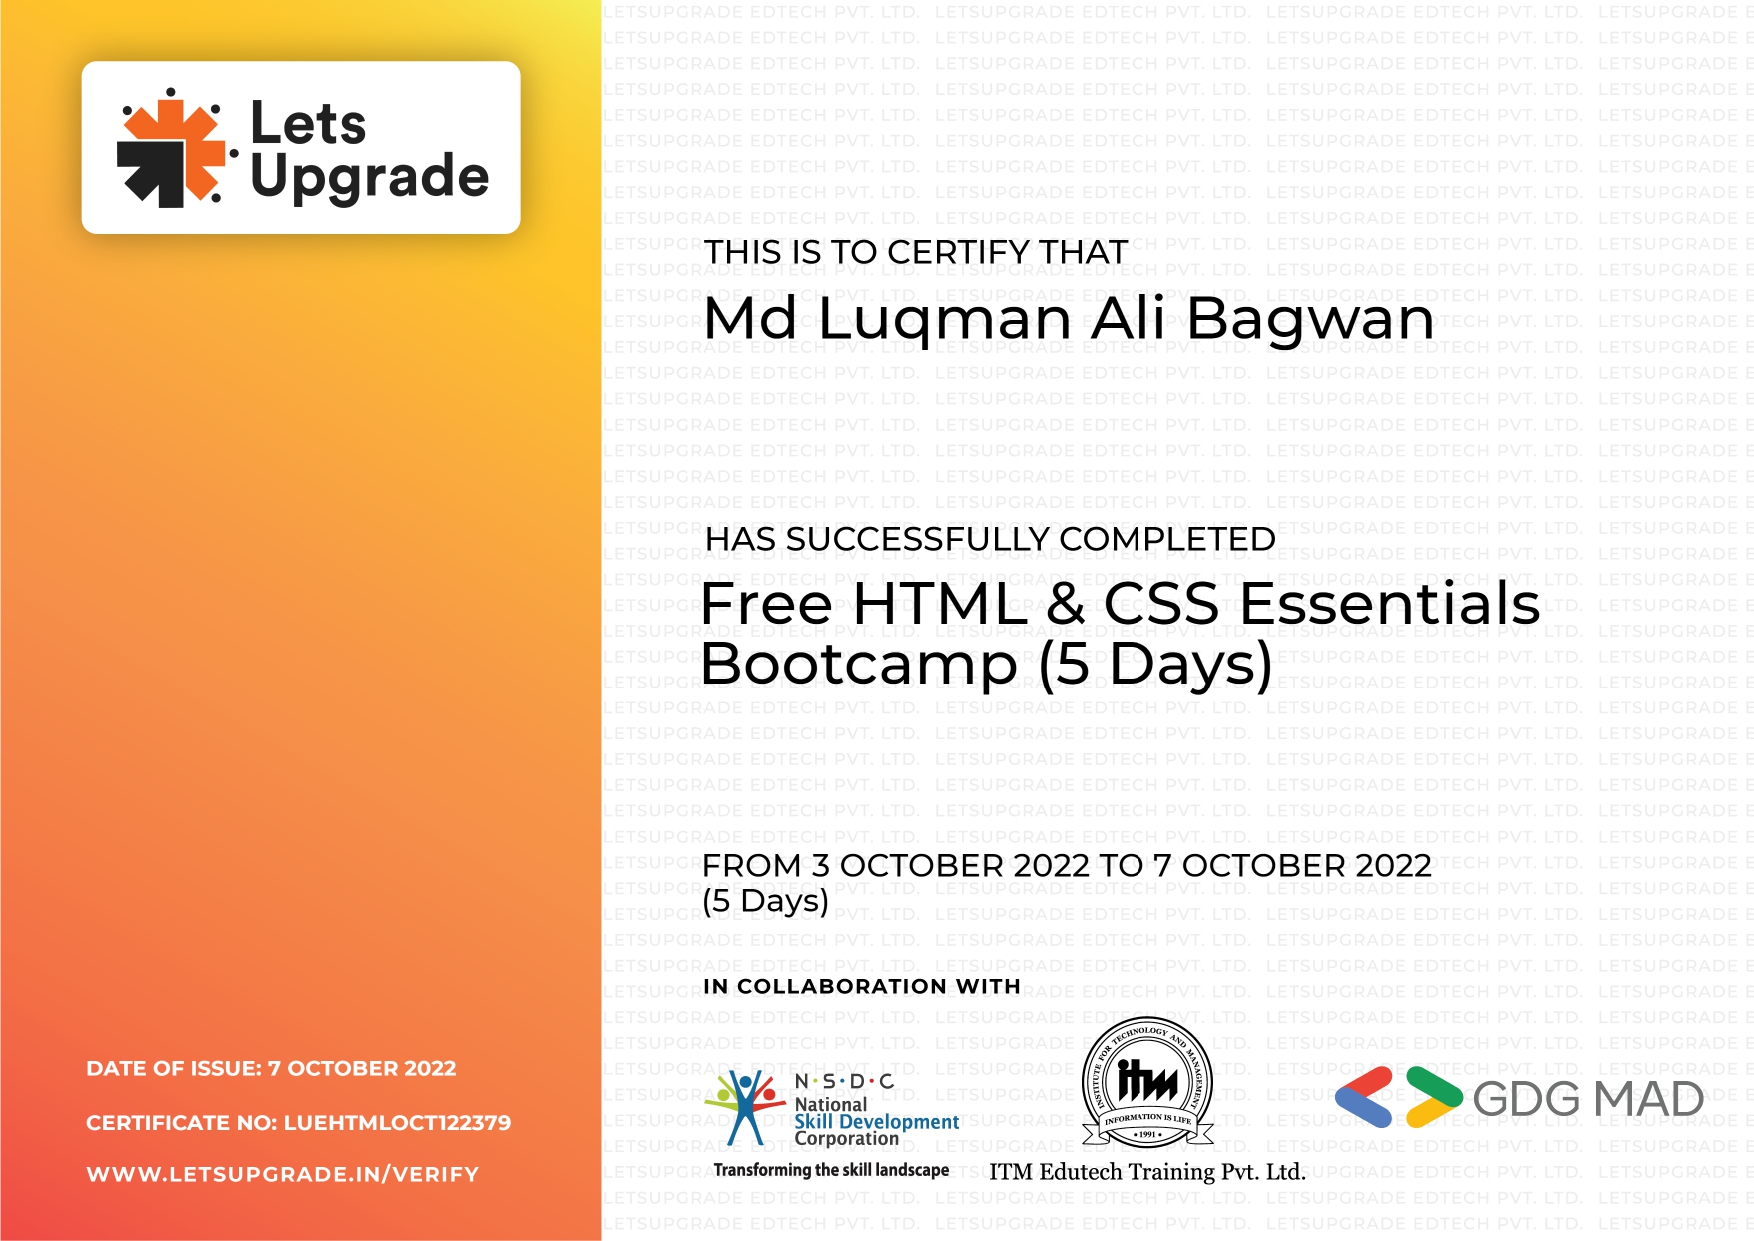 Lets
Upgrade
THIS IS TO CERTIFY THAT
Md Luqman Ali Bagwan
HAS SUCCESSFULLY COMPLETED
Free HTML & CSS Essentials
Bootcamp (5 Days)
FROM 3 OCTOBER 2022 TO 7 OCTOBER 2022
(5 Days)
IN COLLABORATION WITH
N·S·D·C
National
Skill Development
Corporation
Transforming the skill landscape
INSTITUTE FOR TECHNOLOGY AND MANAGEMENT
itm
INFORMATION IS LIFE
• 1991 •
ITM Edutech Training Pvt. Ltd.
GDG MAD
DATE OF ISSUE: 7 OCTOBER 2022
CERTIFICATE NO: LUEHTMLOCT122379
WWW.LETSUPGRADE.IN/VERIFY
LETSUPGRADE EDTECH PVT. LTD.